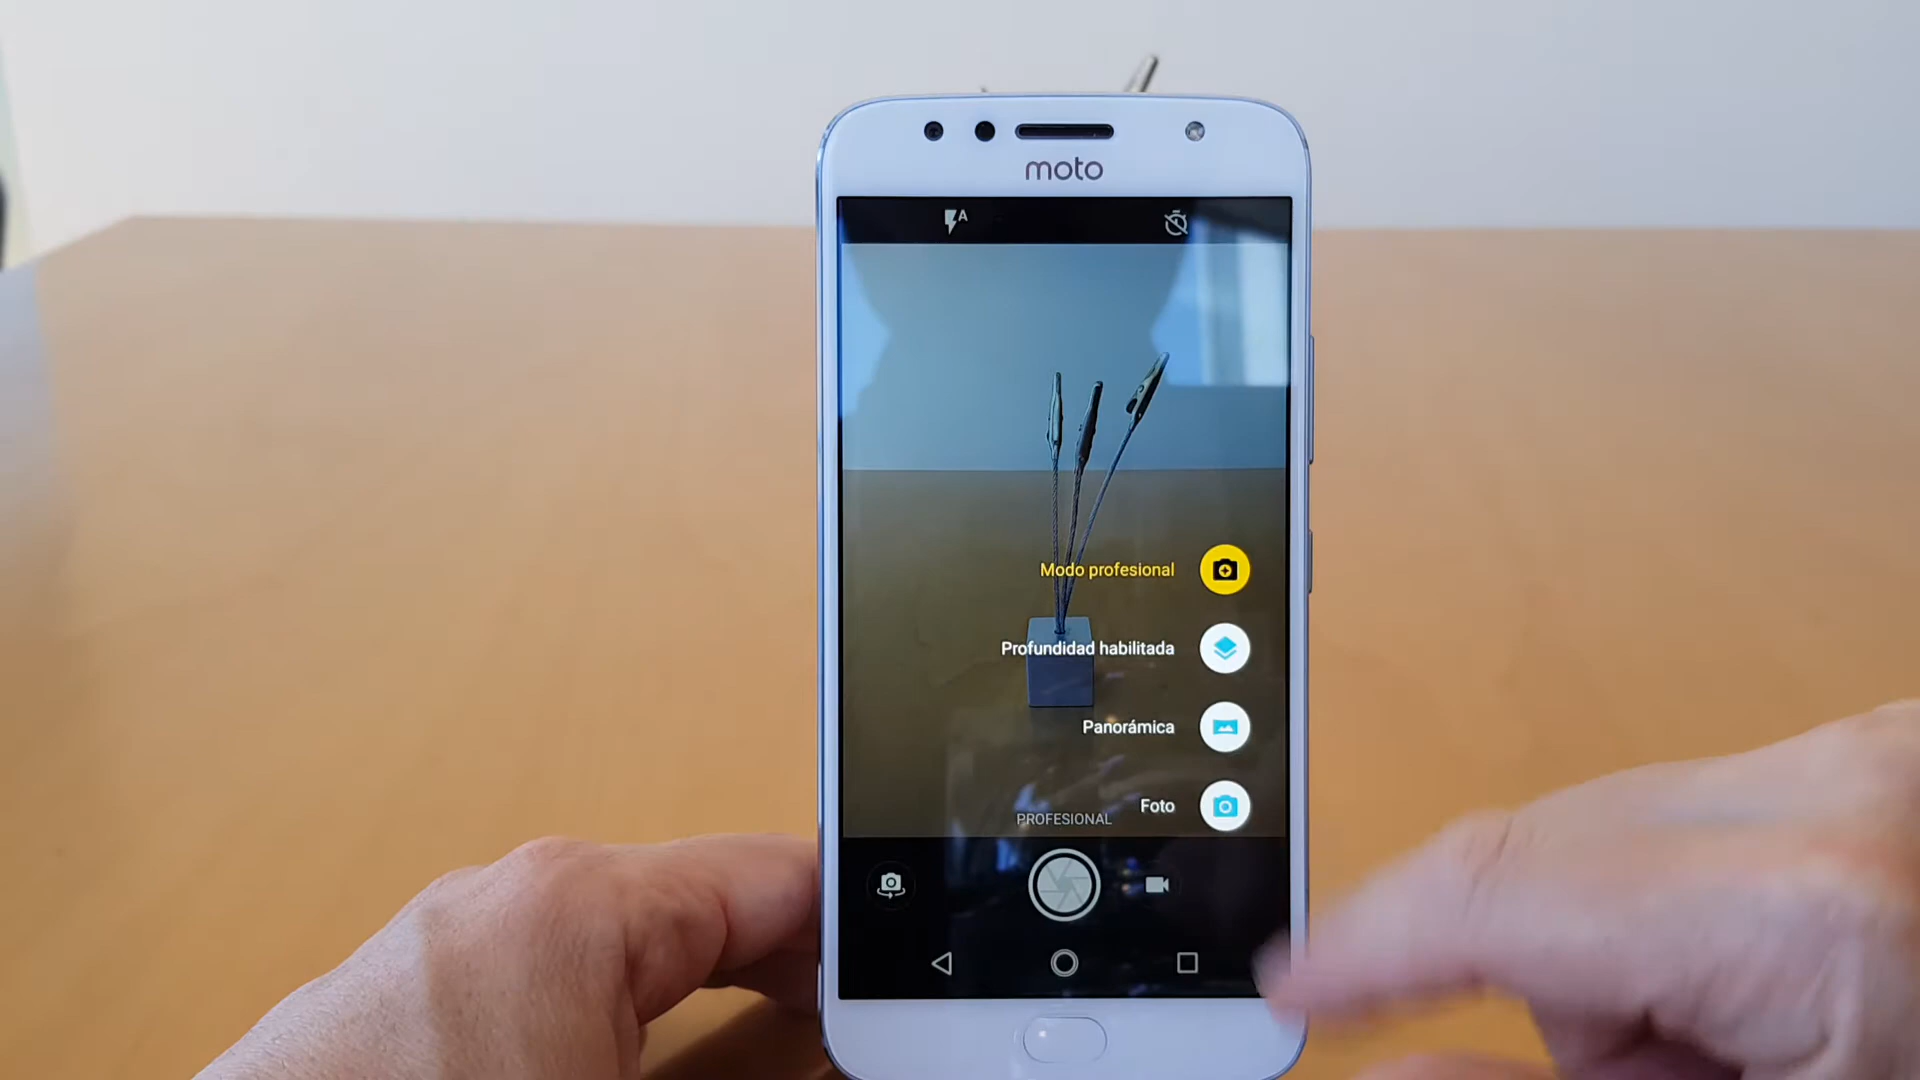 moto
A
Modo profesional
Profundidad habilitada
Panorámica
Foto
PROFESIONAL